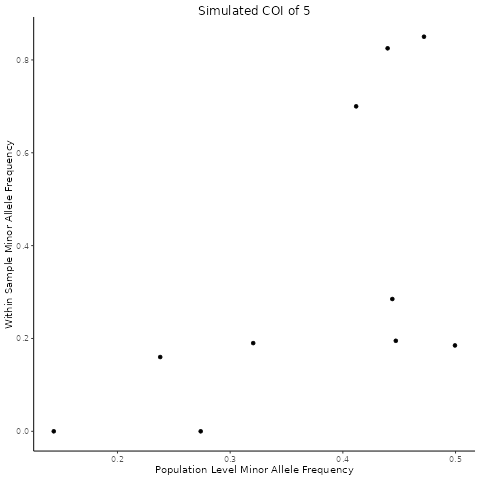 Simulated COI of 5
Within Sample Minor Allele Frequency
0.8
0.6
0.4
0.2
0.0
0.2 0.3 0.4 0.5
Population Level Minor Allele Frequency